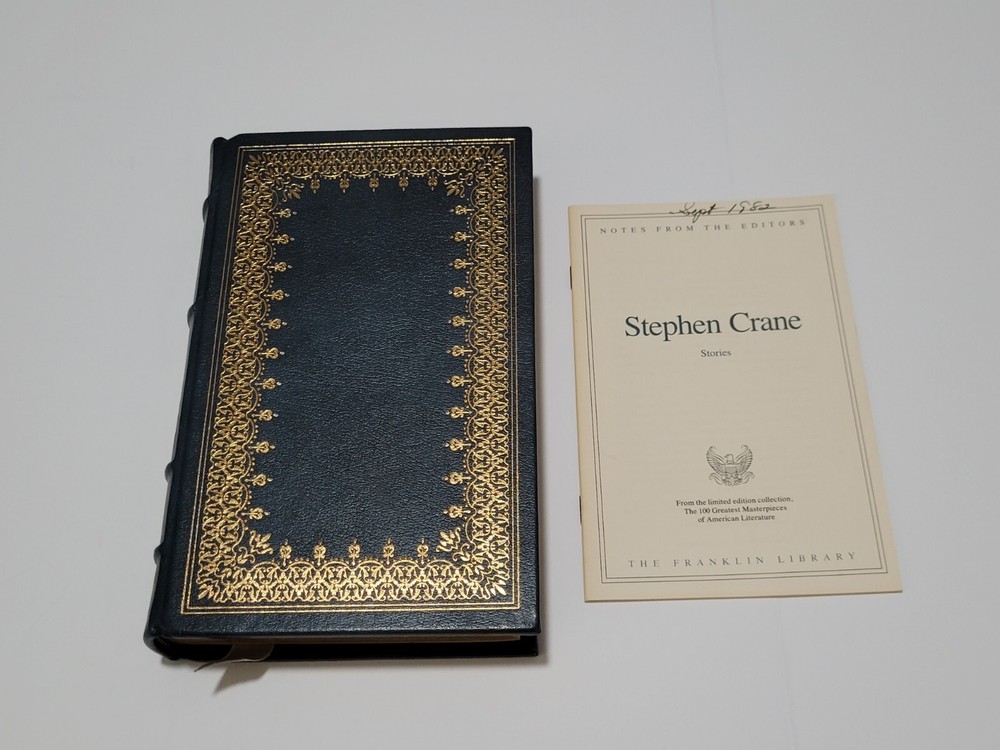 Sept 1982
NOTES FROM THE EDITORS
Stephen Crane
Stories
From the limited edition collection,
The 100 Greatest Masterpieces
of American Literature
THE FRANKLIN LIBRARY